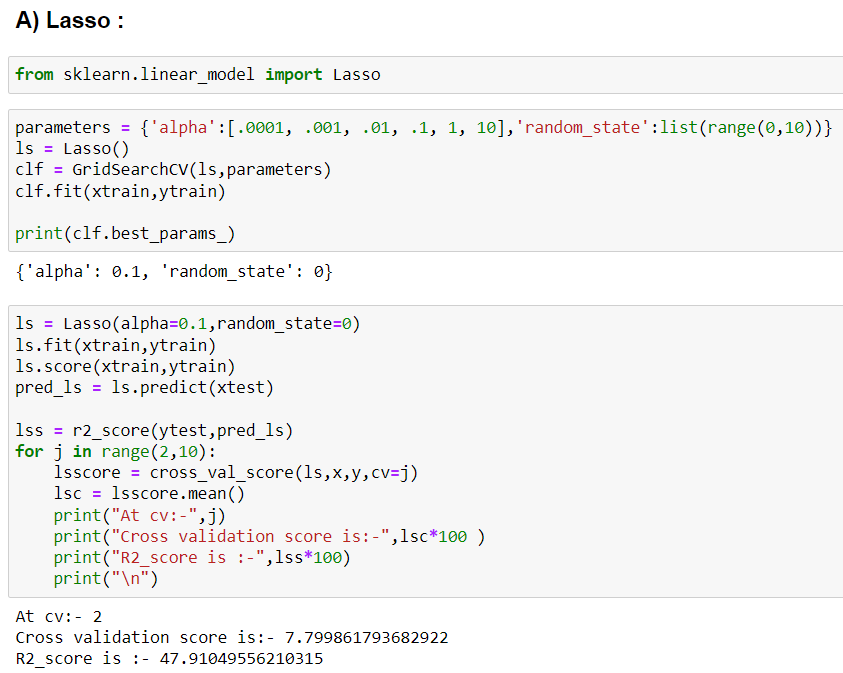 A) Lasso :
from sklearn.linear_model import Lasso
parameters = {'alpha':[.0001, .001, .01, .1, 1, 10],'random_state':list(range(0,10))}
ls = Lasso()
clf = GridSearchCV(ls,parameters)
clf.fit(xtrain,ytrain)
print(clf.best_params_)
{'alpha': 0.1, 'random_state': 0}
ls = Lasso(alpha=0.1,random_state=0)
ls.fit(xtrain,ytrain)
ls.score(xtrain,ytrain)
pred_ls = ls.predict(xtest)
lss = r2_score(ytest,pred_ls)
for j in range(2,10):
    lsscore = cross_val_score(ls,x,y,cv=j)
    lsc = lsscore.mean()
    print("At cv:-",j)
    print("Cross validation score is:-",lsc*100 )
    print("R2_score is :-",lss*100)
    print("\n")
At cv:- 2
Cross validation score is:- 7.799861793682922
R2_score is :- 47.91049556210315